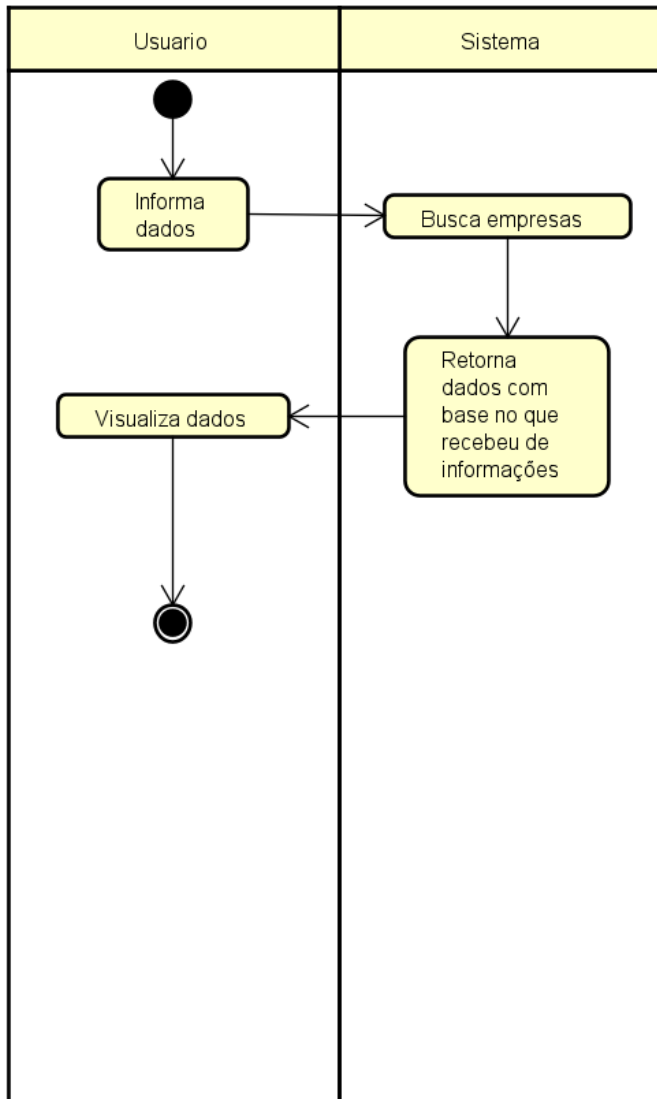 Usuario
Sistema
Informa
dados
Busca empresas
Retorna
dados com
base no que
recebeu de
informações
Visualiza dados